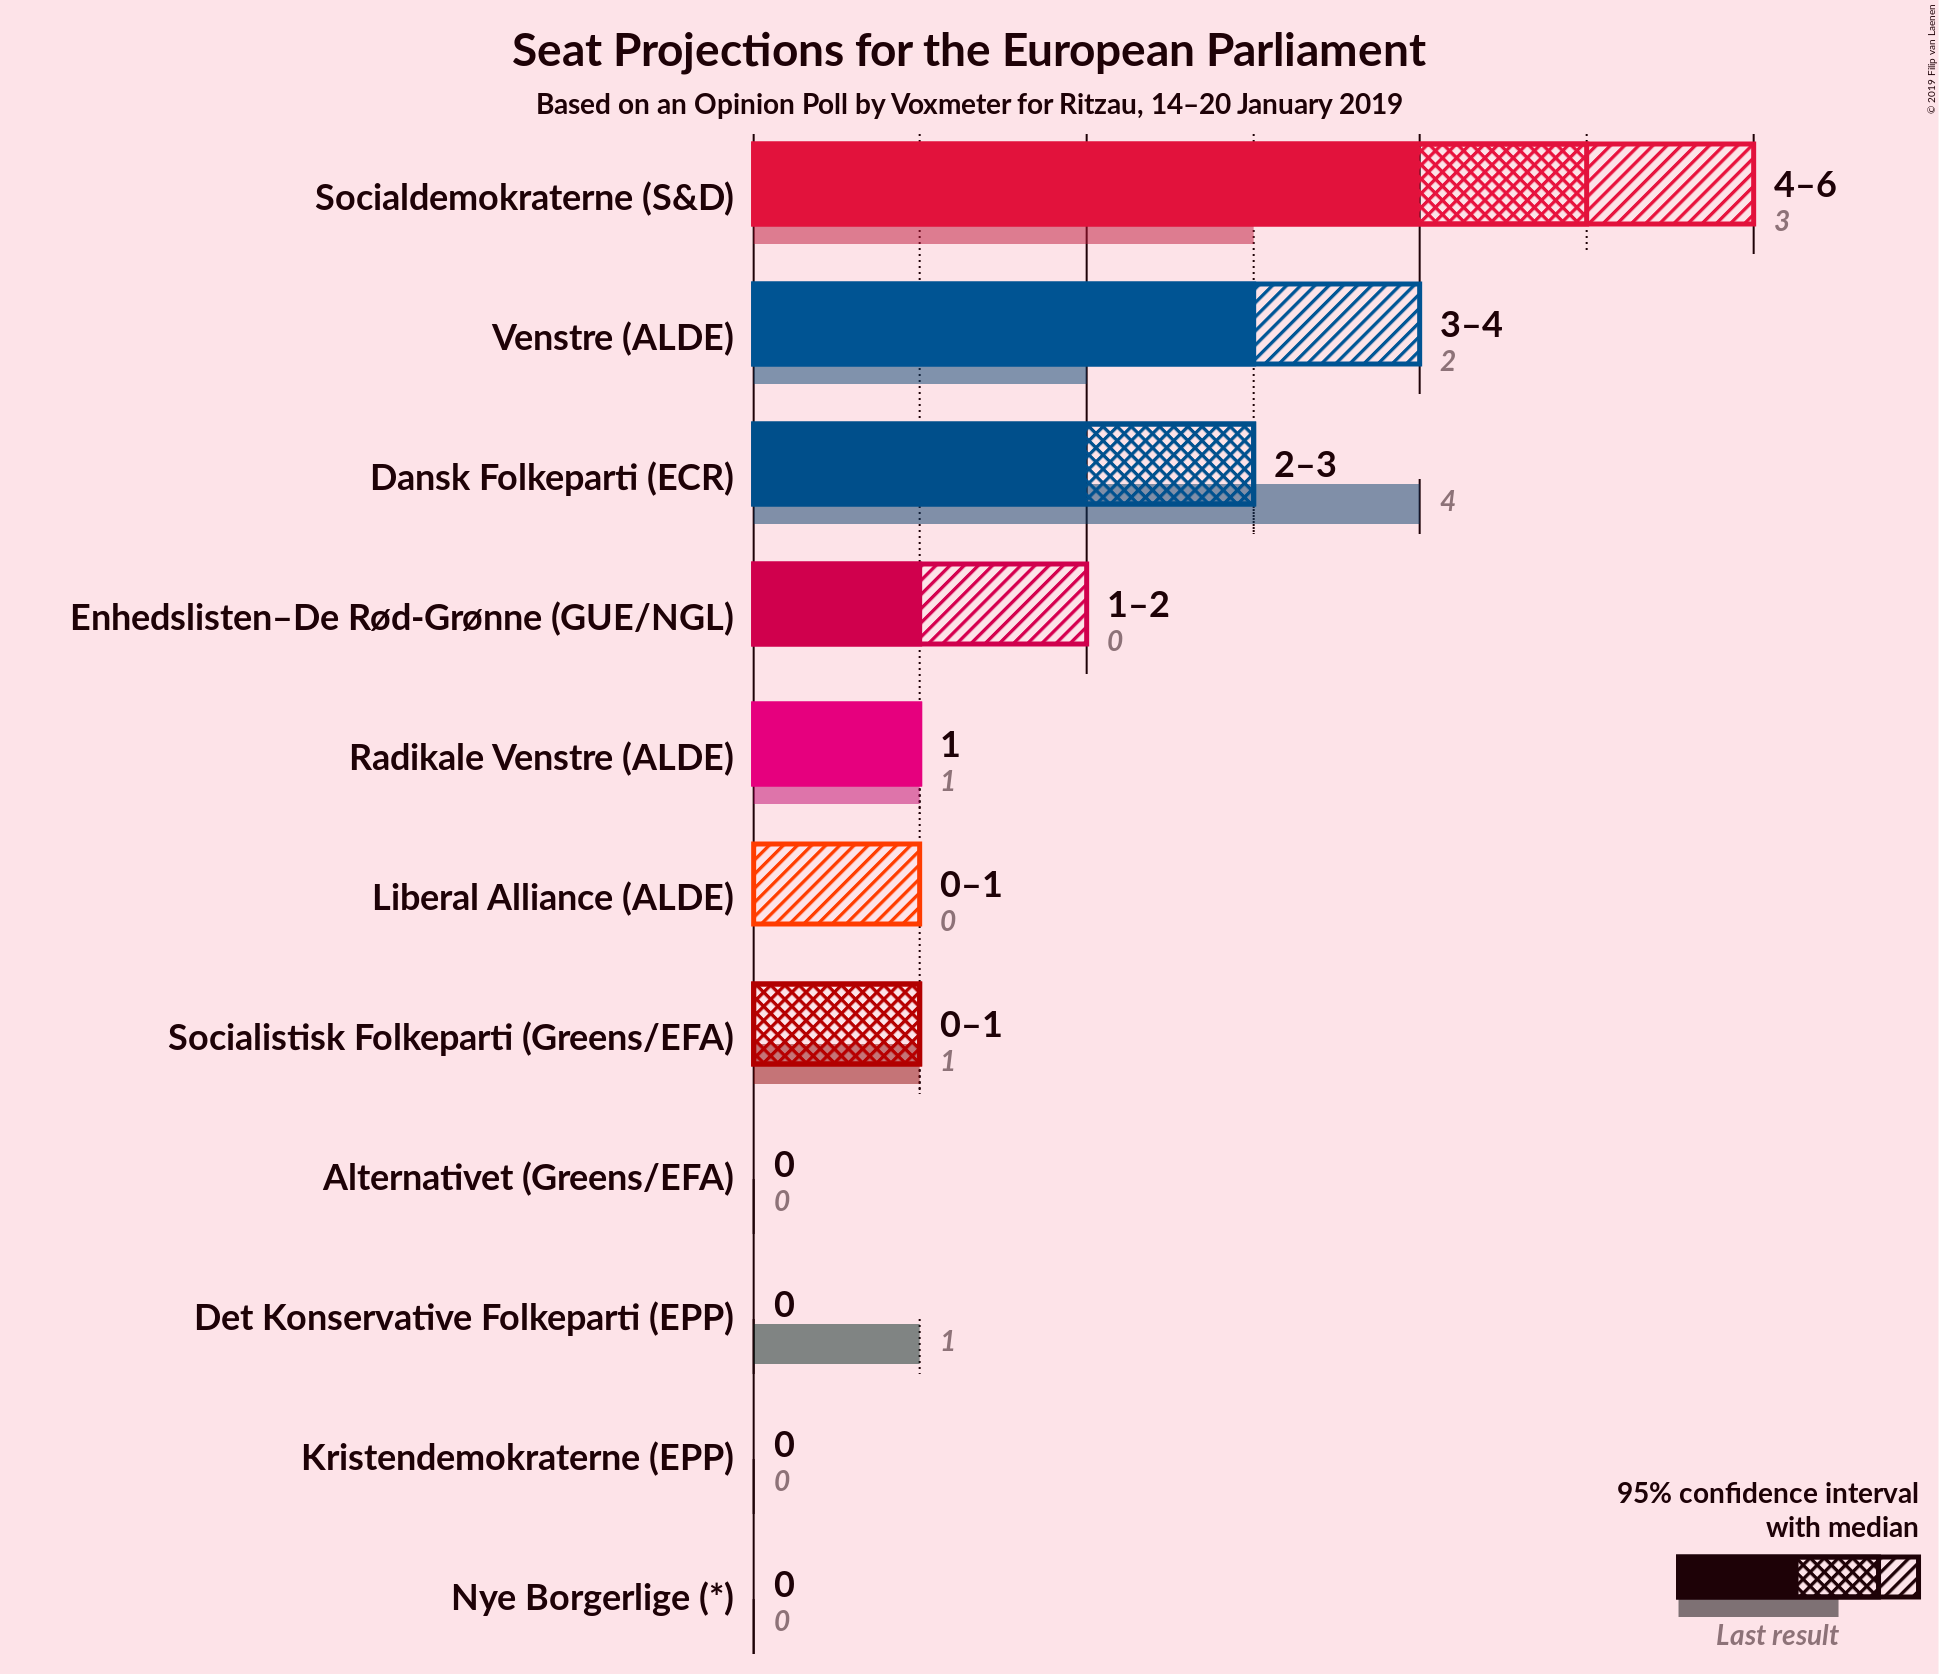 Seat Projections for the European Parliament
Based on an Opinion Poll by Voxmeter for Ritzau, 14–20 January 2019
© 2019 Filip van Laenen
Socialdemokraterne (S&D)
4–6
3
Venstre (ALDE)
3–4
2
Dansk Folkeparti (ECR)
2–3
4
Enhedslisten–De Rød-Grønne (GUE/NGL)
1–2
0
Radikale Venstre (ALDE)
1
1
Liberal Alliance (ALDE)
0–1
0
Socialistisk Folkeparti (Greens/EFA)
0–1
1
Alternativet (Greens/EFA)
0
0
Det Konservative Folkeparti (EPP)
0
1
Kristendemokraterne (EPP)
0
0
Nye Borgerlige (*)
0
0
95% confidence interval
with median
Last result